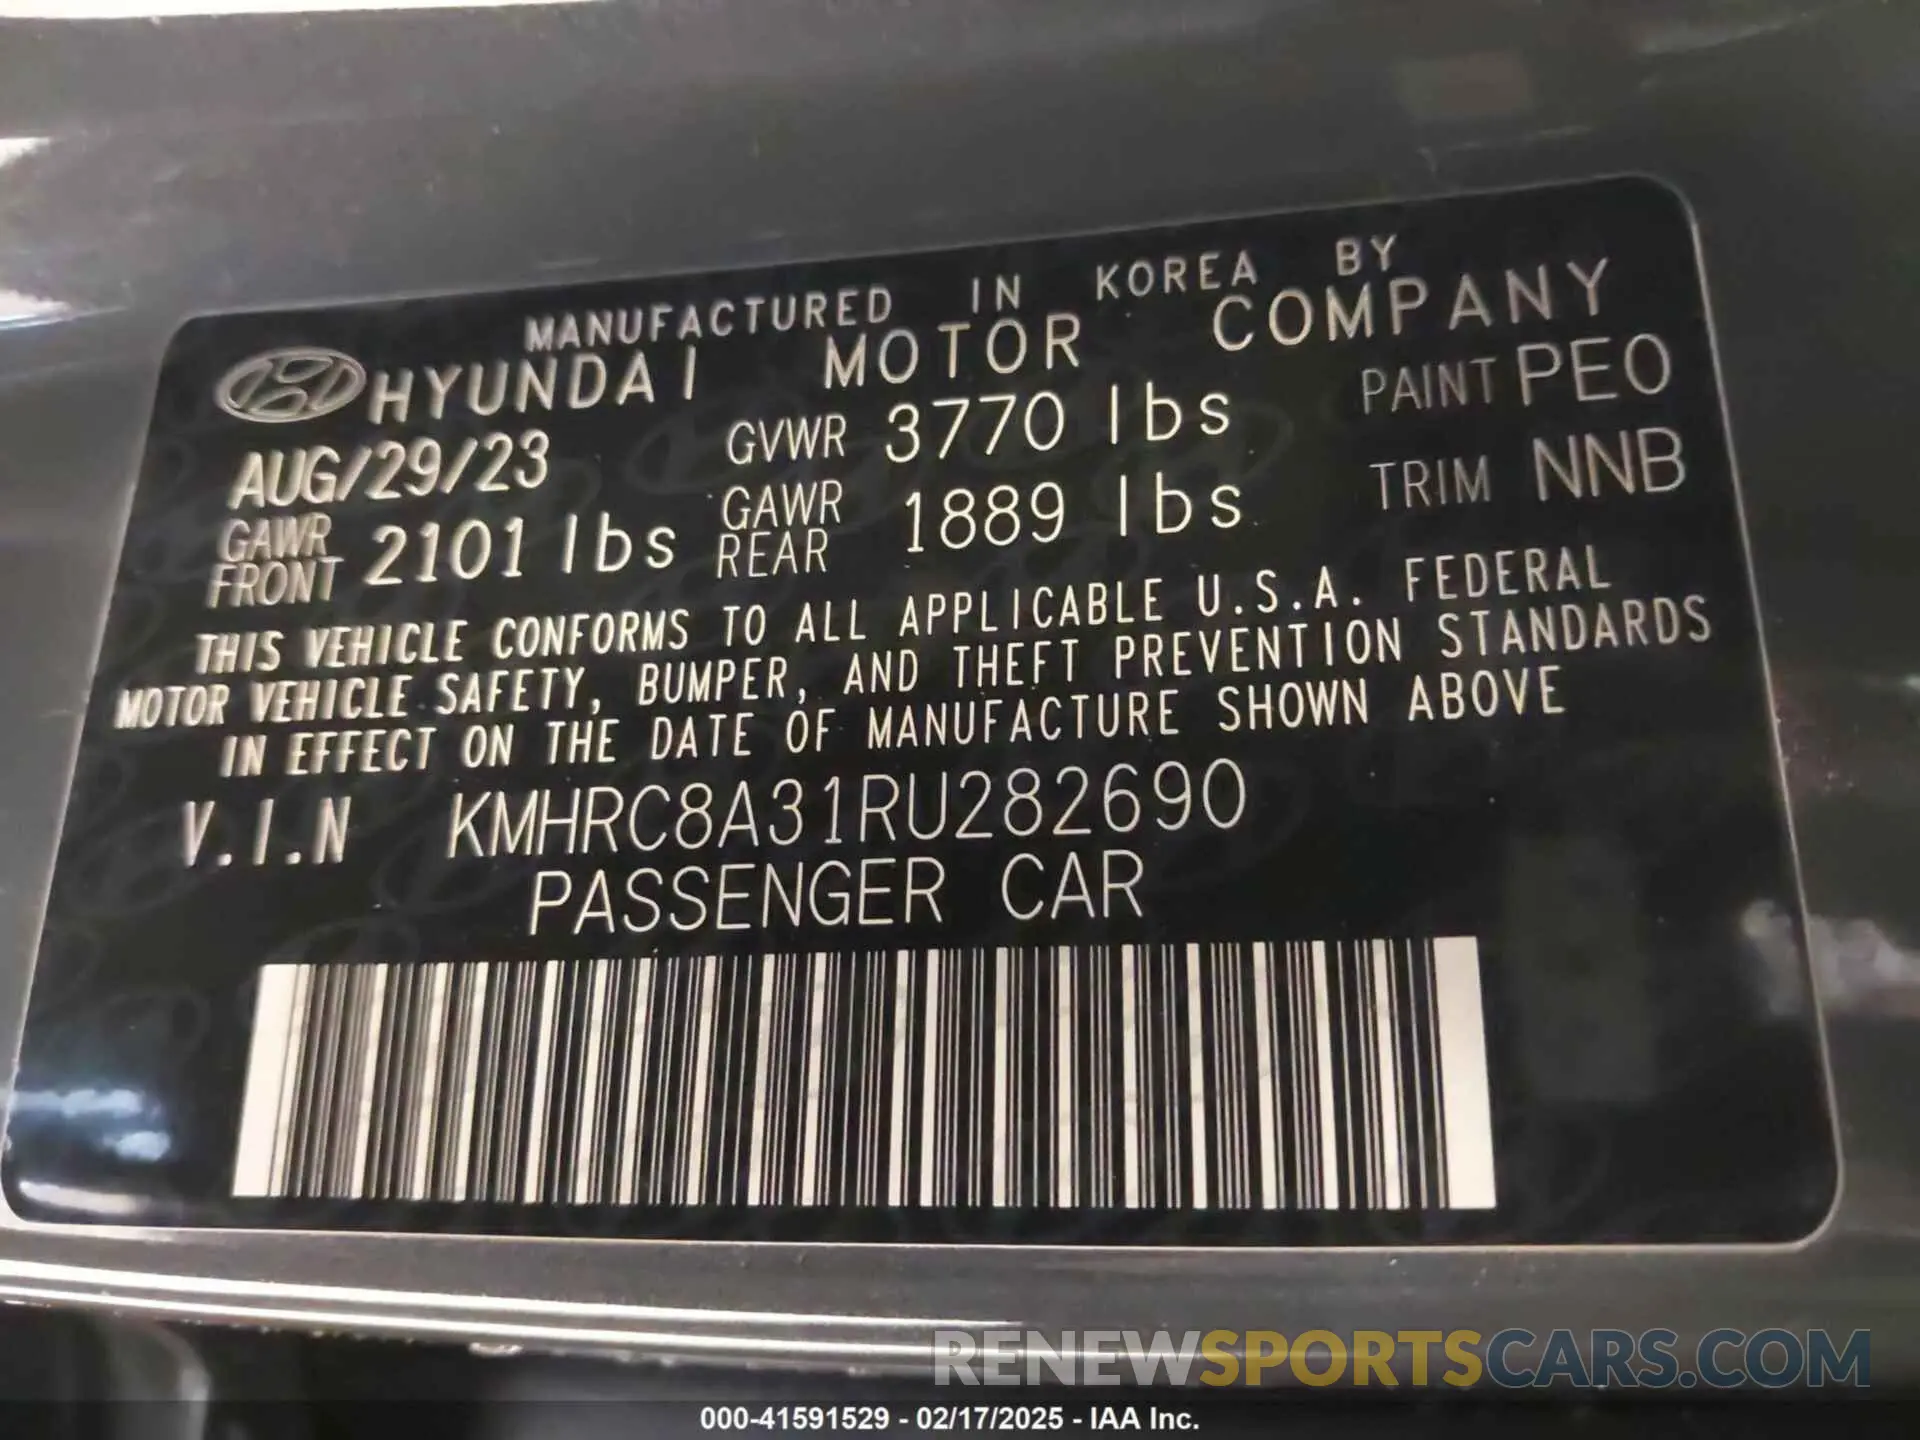 MANUFACTURED IN KOREA BY
HYUNDAI MOTOR COMPANY
AUG/29/23 GVWR 3770 lbs PAINT PE0
GAWR FRONT 2101 lbs GAWR REAR 1889 lbs TRIM NNB
THIS VEHICLE CONFORMS TO ALL APPLICABLE U.S.A. FEDERAL
MOTOR VEHICLE SAFETY, BUMPER, AND THEFT PREVENTION STANDARDS
IN EFFECT ON THE DATE OF MANUFACTURE SHOWN ABOVE
V.I.N KMHRC8A31RU282690
PASSENGER CAR
RENEWSPORTSCARS.COM
000-41591529 - 02/17/2025 - IAA Inc.